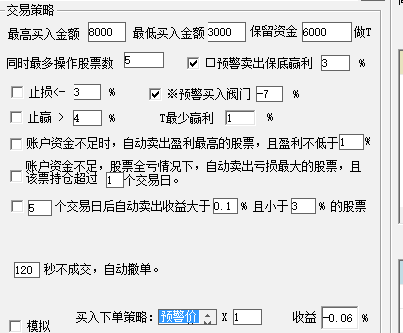 交易策略
最高买入金额 8000 最低买入金额 3000 保留资金 6000 做T
同时最多操作股票数 5 口预警卖出保底赢利 3 %
止损<- 3 % ※预警买入阀门 -7 %
止赢 > 4 % T最少赢利 1 %
账户资金不足时，自动卖出盈利最高的股票，且盈利不低于 1 %
账户资金不足，股票全亏情况下，自动卖出亏损最大的股票，且
该票持仓超过 1 个交易日。
5 个交易日后自动卖出收益大于 0.1 % 且小于 3 % 的股票
120 秒不成交，自动撤单。
买入下单策略： 预警价 X 1 收益 -0.06 %
模拟